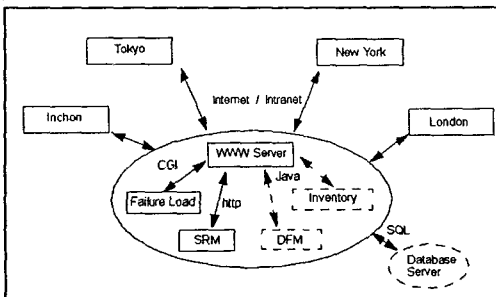 Tokyo
New York
Internet / Intranet
Inchon
London
WWW Server
CGI
Java
Failure Load
http
Inventory
SRM
DFM
SQL
Database
Server